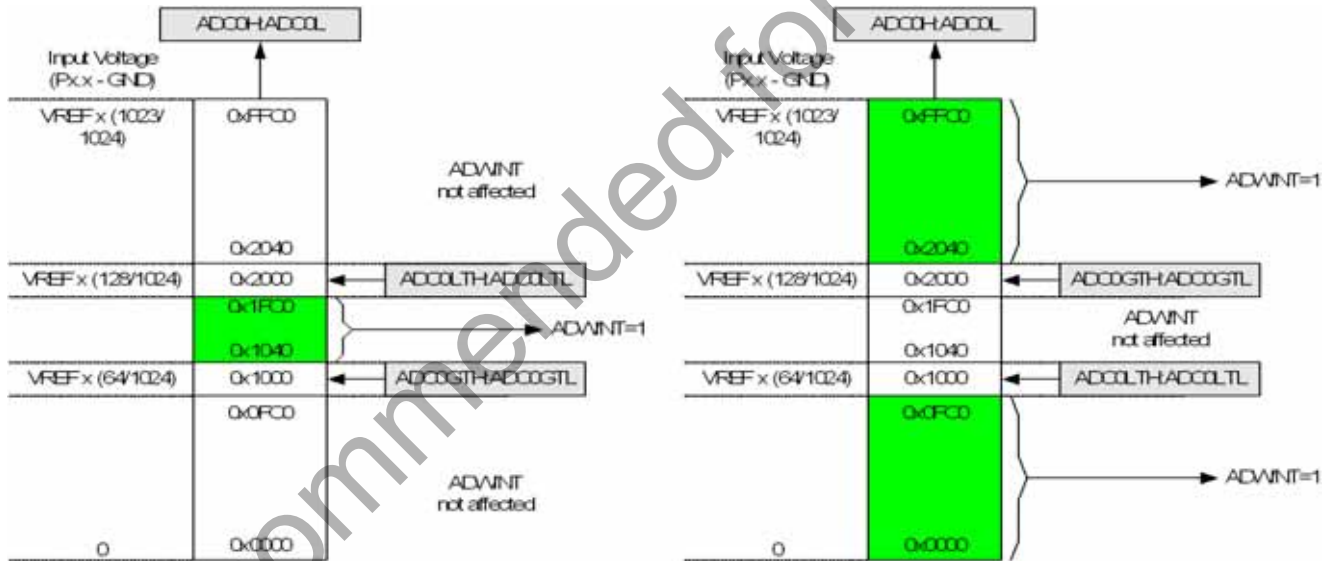 ADC0H:ADC0L
Input Voltage
(Px.x - GND)
VREF x (1023/
1024)
0xFFC0
ADWINT
not affected
0x2040
VREF x (128/1024)
0x2000
ADC0LTH:ADC0LTL
0x1FC0
ADWINT=1
0x1040
VREF x (64/1024)
0x1000
ADC0GTH:ADC0GTL
0x0FC0
ADWINT
not affected
0
0x0000
ADC0H:ADC0L
Input Voltage
(Px.x - GND)
VREF x (1023/
1024)
0xFFC0
ADWINT=1
0x2040
VREF x (128/1024)
0x2000
ADC0GTH:ADC0GTL
0x1FC0
ADWINT
not affected
0x1040
VREF x (64/1024)
0x1000
ADC0LTH:ADC0LTL
0x0FC0
ADWINT=1
0
0x0000
ommended for